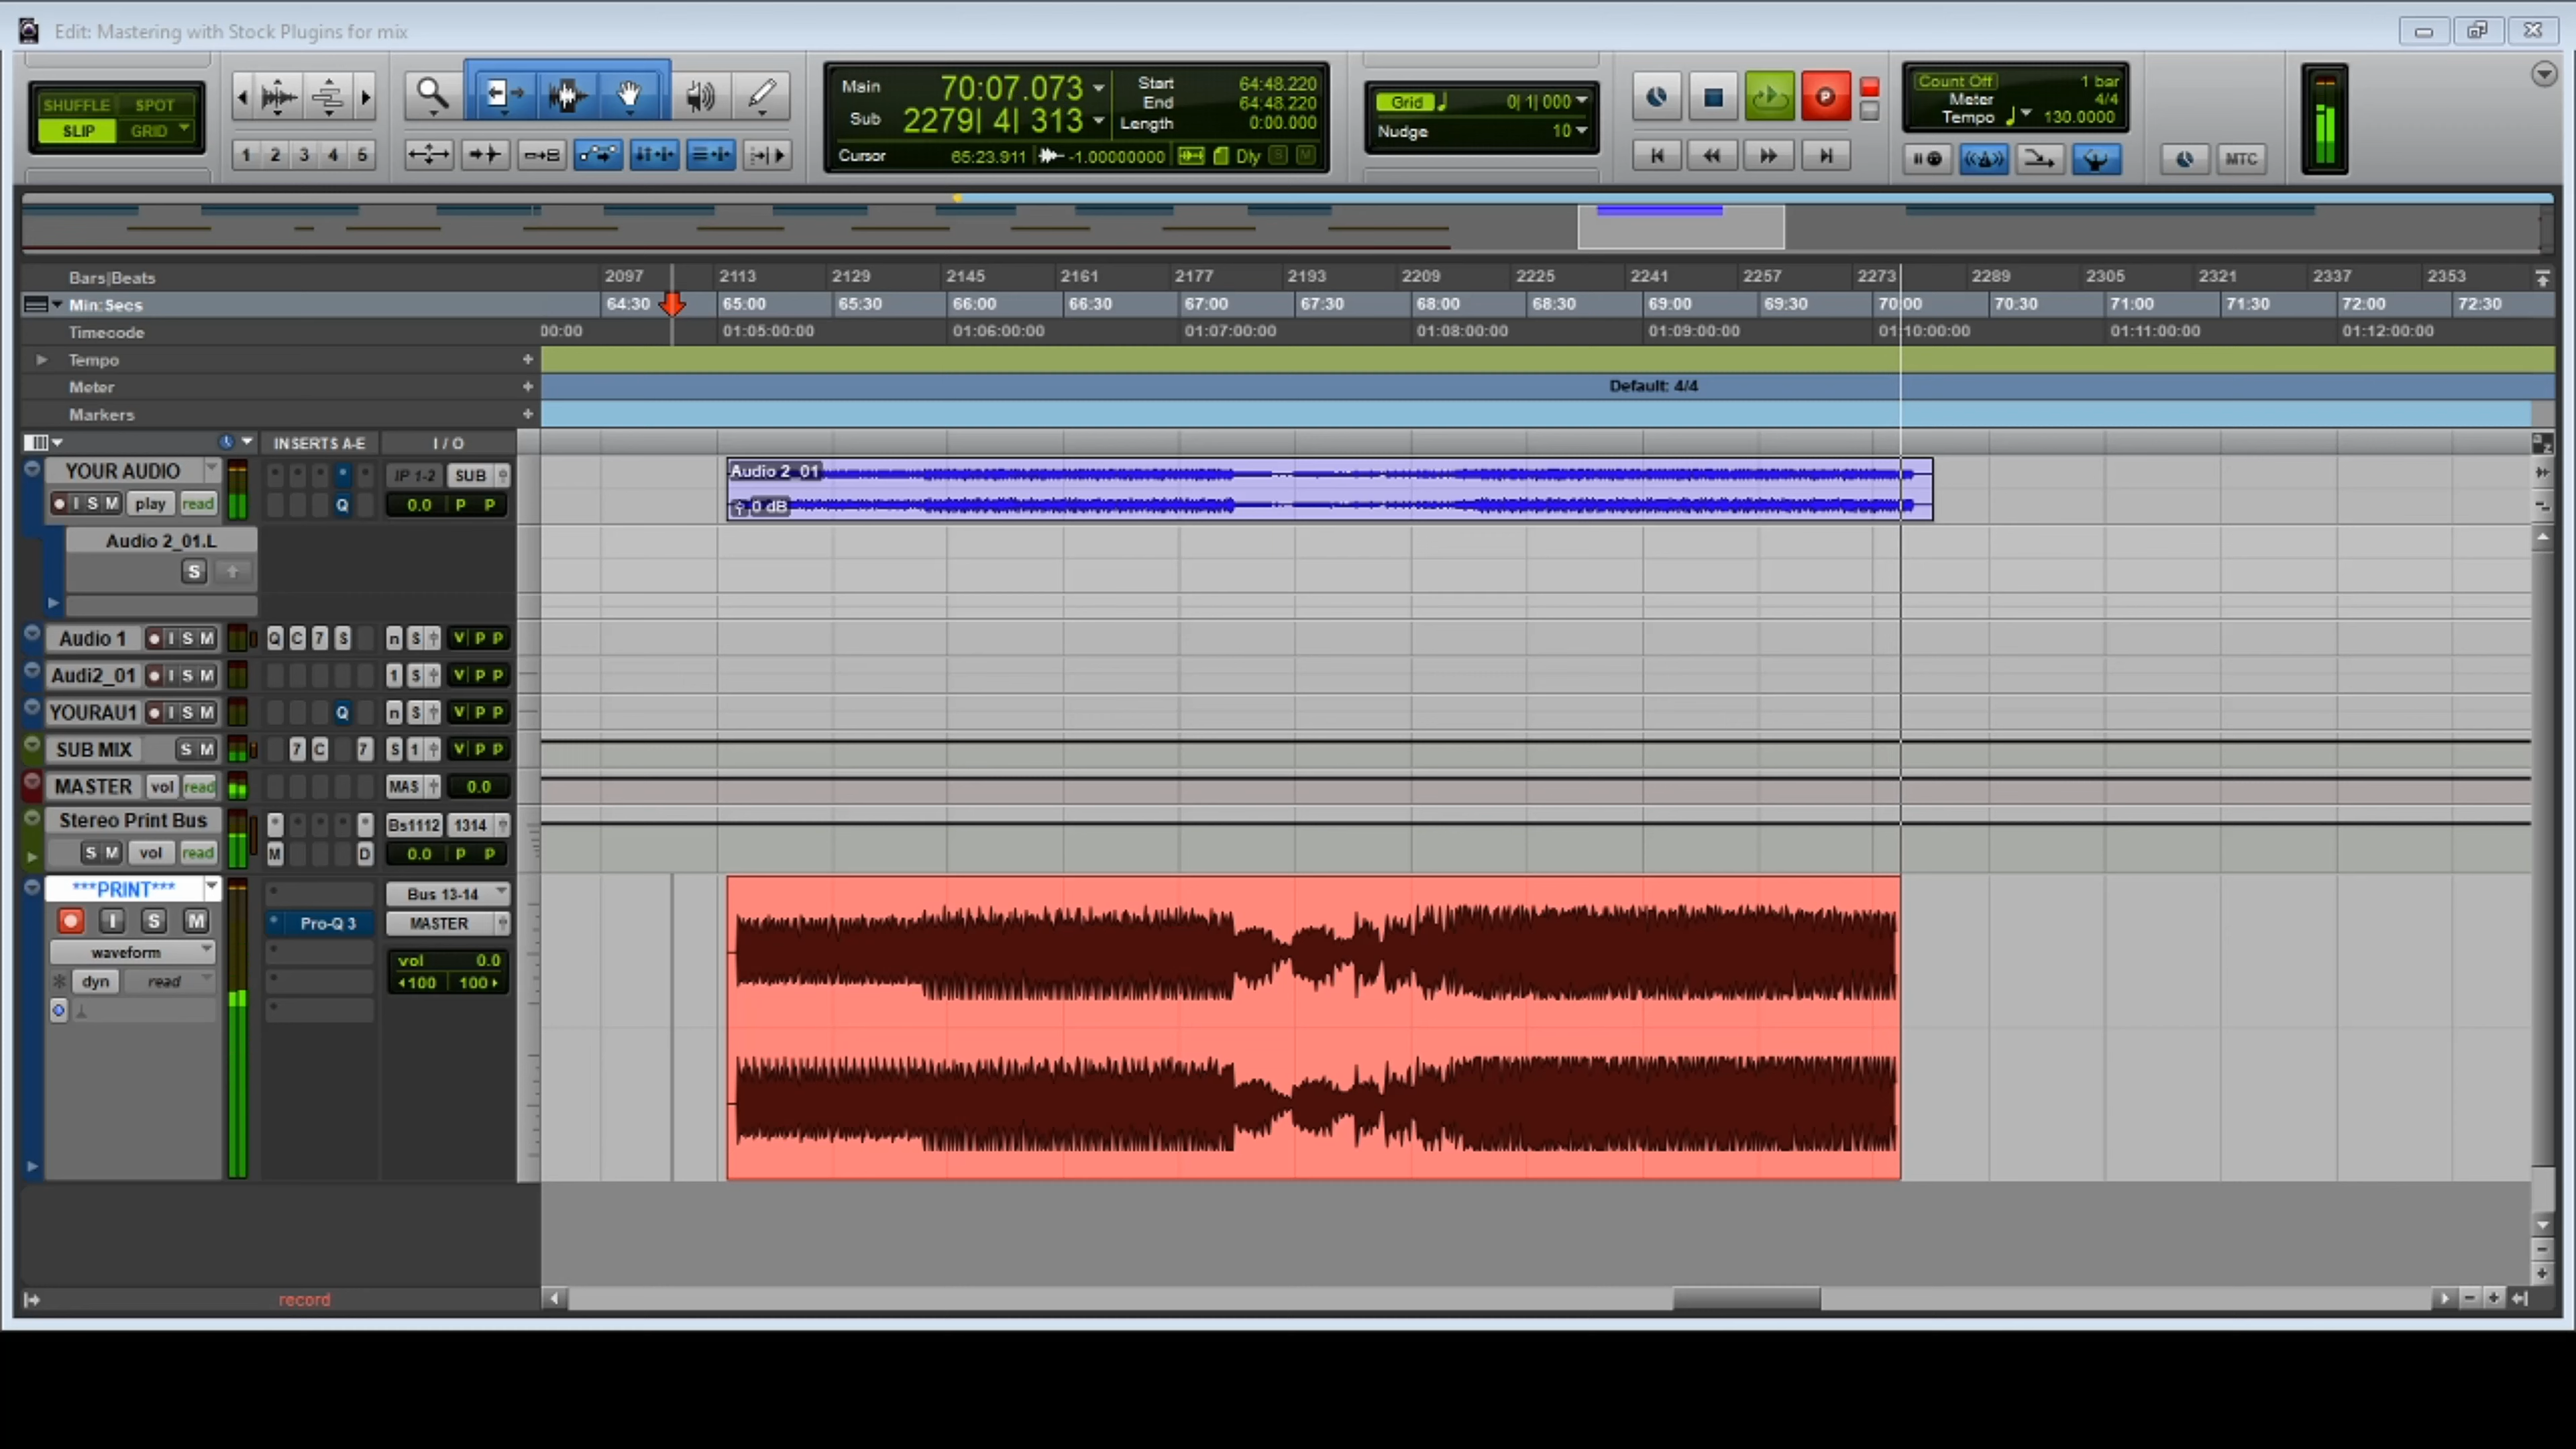 Edit: Mastering with Stock Plugins for mix
SHUFFLE SPOT
SLIP GRID
1 2 3 4 5
Main 70:07.073
Sub 2279| 4| 313
Start 64:48.220
End 64:48.220
Length 0:00.000
Cursor 65:23.911 -1.00000000 Dly S M
Grid 0| 1| 000
Nudge 10
P
Count Off 1 bar
Meter 4/4
Tempo 130.0000
MTC
Bars|Beats 2097 2113 2129 2145 2161 2177 2193 2209 2225 2241 2257 2273 2289 2305 2321 2337 2353
Min:Secs 64:30 65:00 65:30 66:00 66:30 67:00 67:30 68:00 68:30 69:00 69:30 70:00 70:30 71:00 71:30 72:00 72:30
Timecode 00:00 01:05:00:00 01:06:00:00 01:07:00:00 01:08:00:00 01:09:00:00 01:10:00:00 01:11:00:00 01:12:00:00
Tempo +
Meter + Default: 4/4
Markers +
INSERTS A-E I / O
YOUR AUDIO IP 1-2 SUB
I S M play read Q 0.0 P P
Audio 2_01
0 dB
Audio 2_01.L
S
Audio 1 I S M Q C 7 S n S V P P
Audi2_01 I S M 1 S V P P
YOURAU1 I S M Q n S V P P
SUB MIX S M 7 C 7 S 1 V P P
MASTER vol read MAS 0.0
Stereo Print Bus Bs1112 1314
S M vol read M D 0.0 P P
***PRINT*** Bus 13-14
I S M Pro-Q 3 MASTER
waveform vol 0.0
dyn read 100 100
record